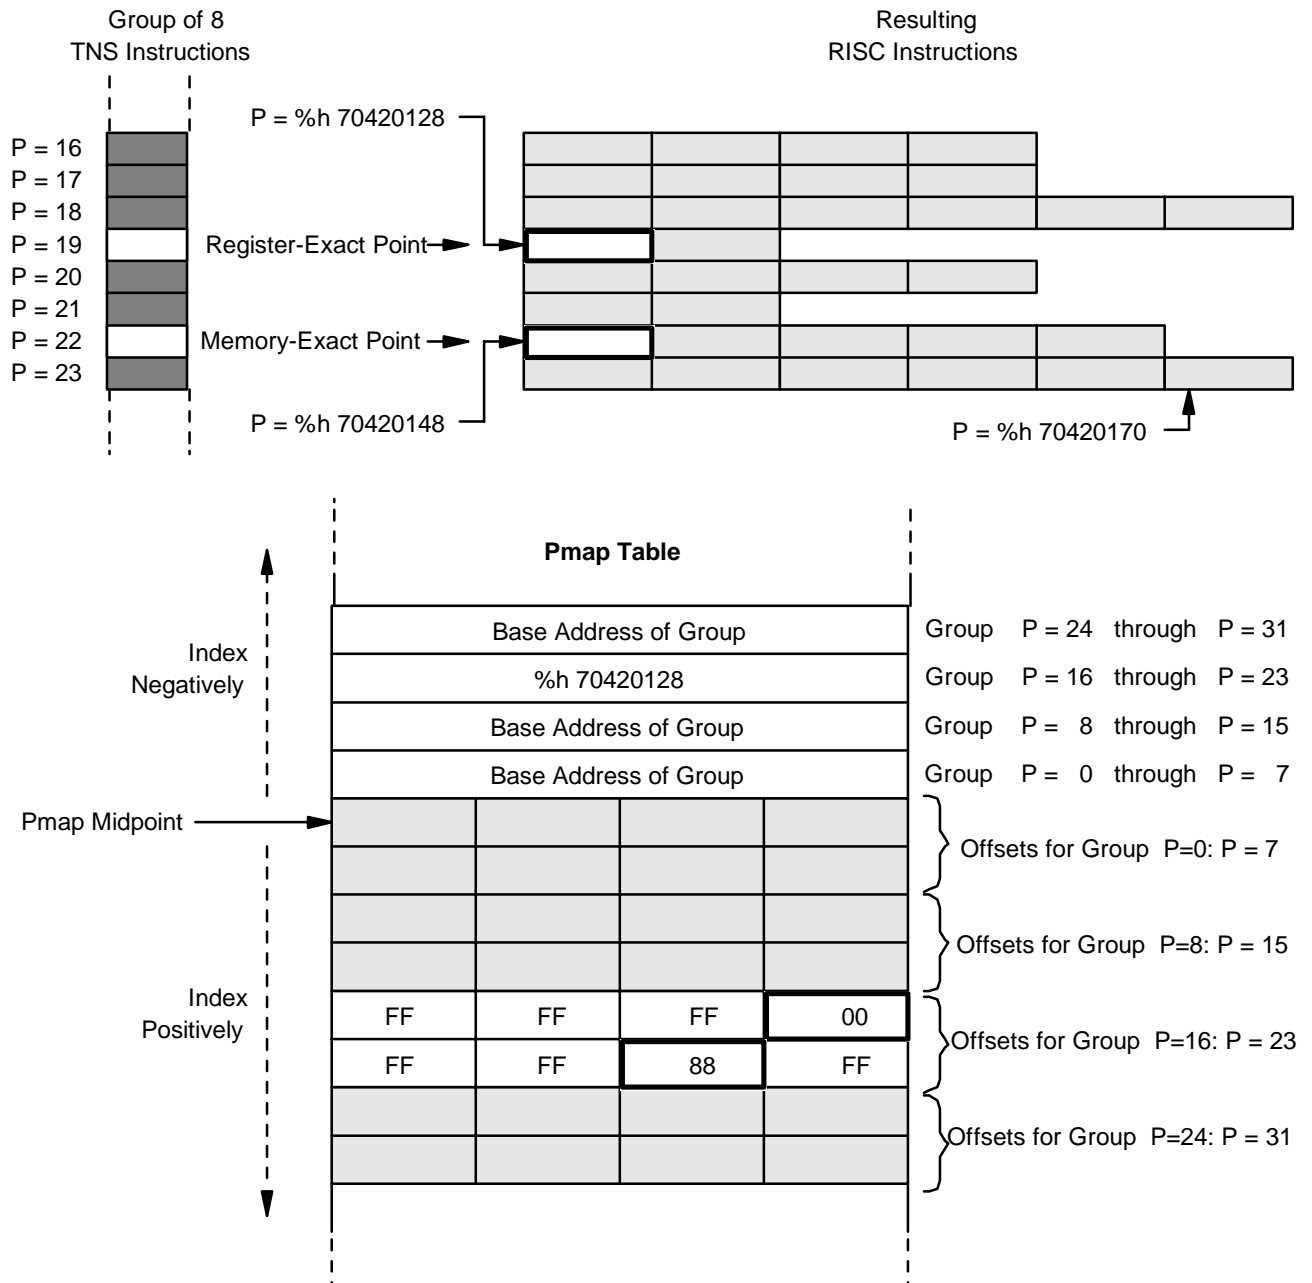 Group of 8
TNS Instructions
Resulting
RISC Instructions
P = %h 70420128
P = 16
P = 17
P = 18
P = 19
Register-Exact Point
P = 20
P = 21
P = 22
Memory-Exact Point
P = 23
P = %h 70420148
P = %h 70420170
Pmap Table
Index
Negatively
Base Address of Group
Group P = 24 through P = 31
%h 70420128
Group P = 16 through P = 23
Base Address of Group
Group P = 8 through P = 15
Base Address of Group
Group P = 0 through P = 7
Pmap Midpoint
Offsets for Group P=0: P = 7
Offsets for Group P=8: P = 15
Index
Positively
FF FF FF 00
Offsets for Group P=16: P = 23
FF FF 88 FF
Offsets for Group P=24: P = 31